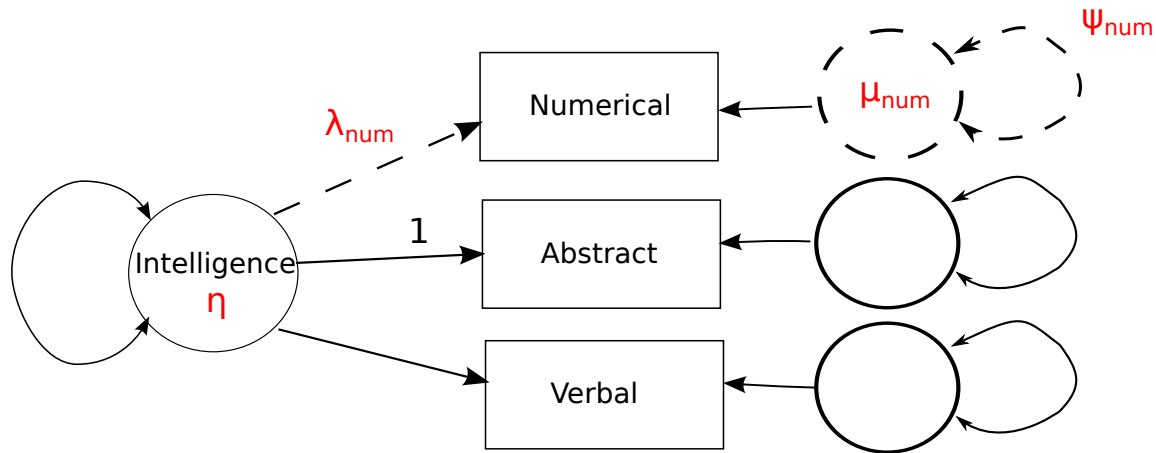 Ψnum
Numerical
μnum
λnum
1
Abstract
Intelligence
η
Verbal